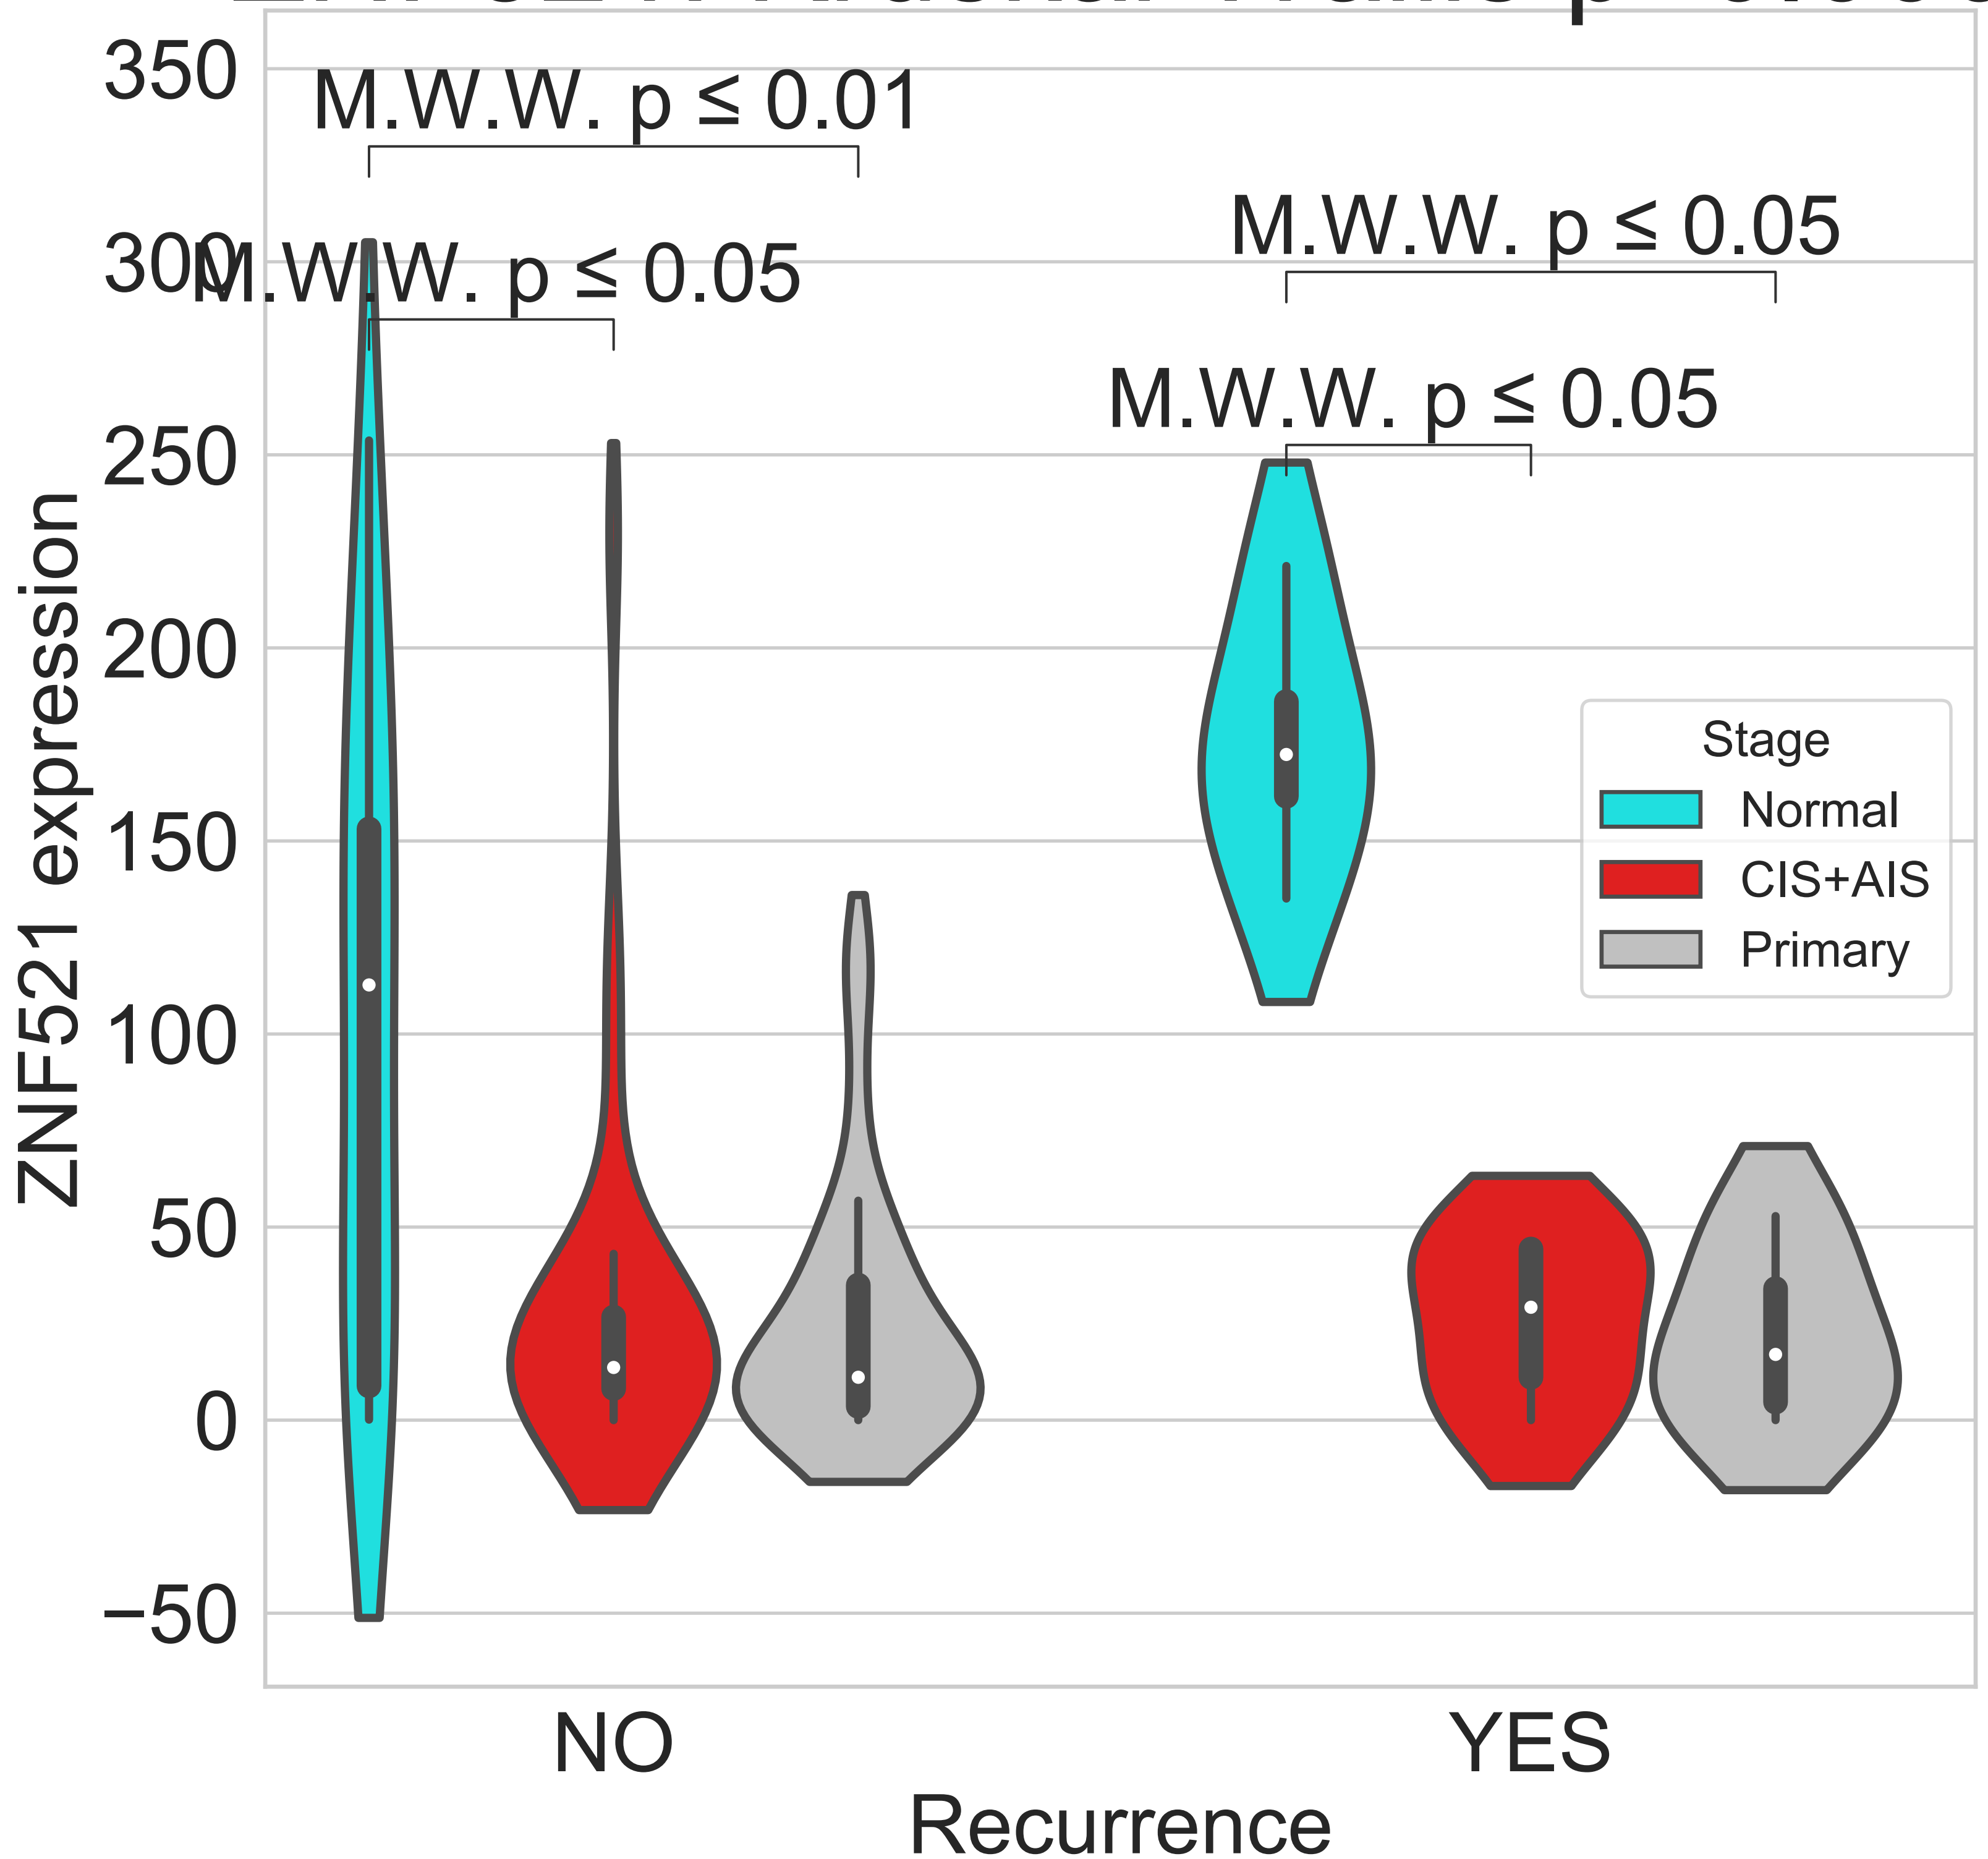 350
M.W.W. p ≤ 0.01
M.W.W. p ≤ 0.05
300
M.W.W. p ≤ 0.05
M.W.W. p ≤ 0.05
250
200
150
100
50
0
−50
ZNF521 expression
Stage
Normal
CIS+AIS
Primary
NO
YES
Recurrence